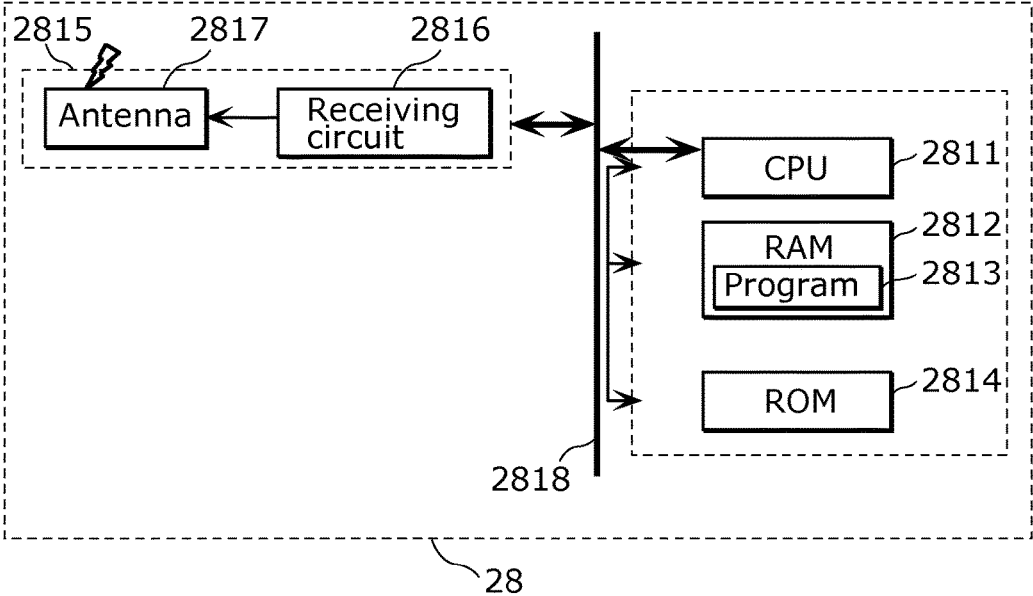 2815
2817
2816
Antenna
Receiving
circuit
CPU
2811
RAM
2812
Program
2813
ROM
2814
2818
28